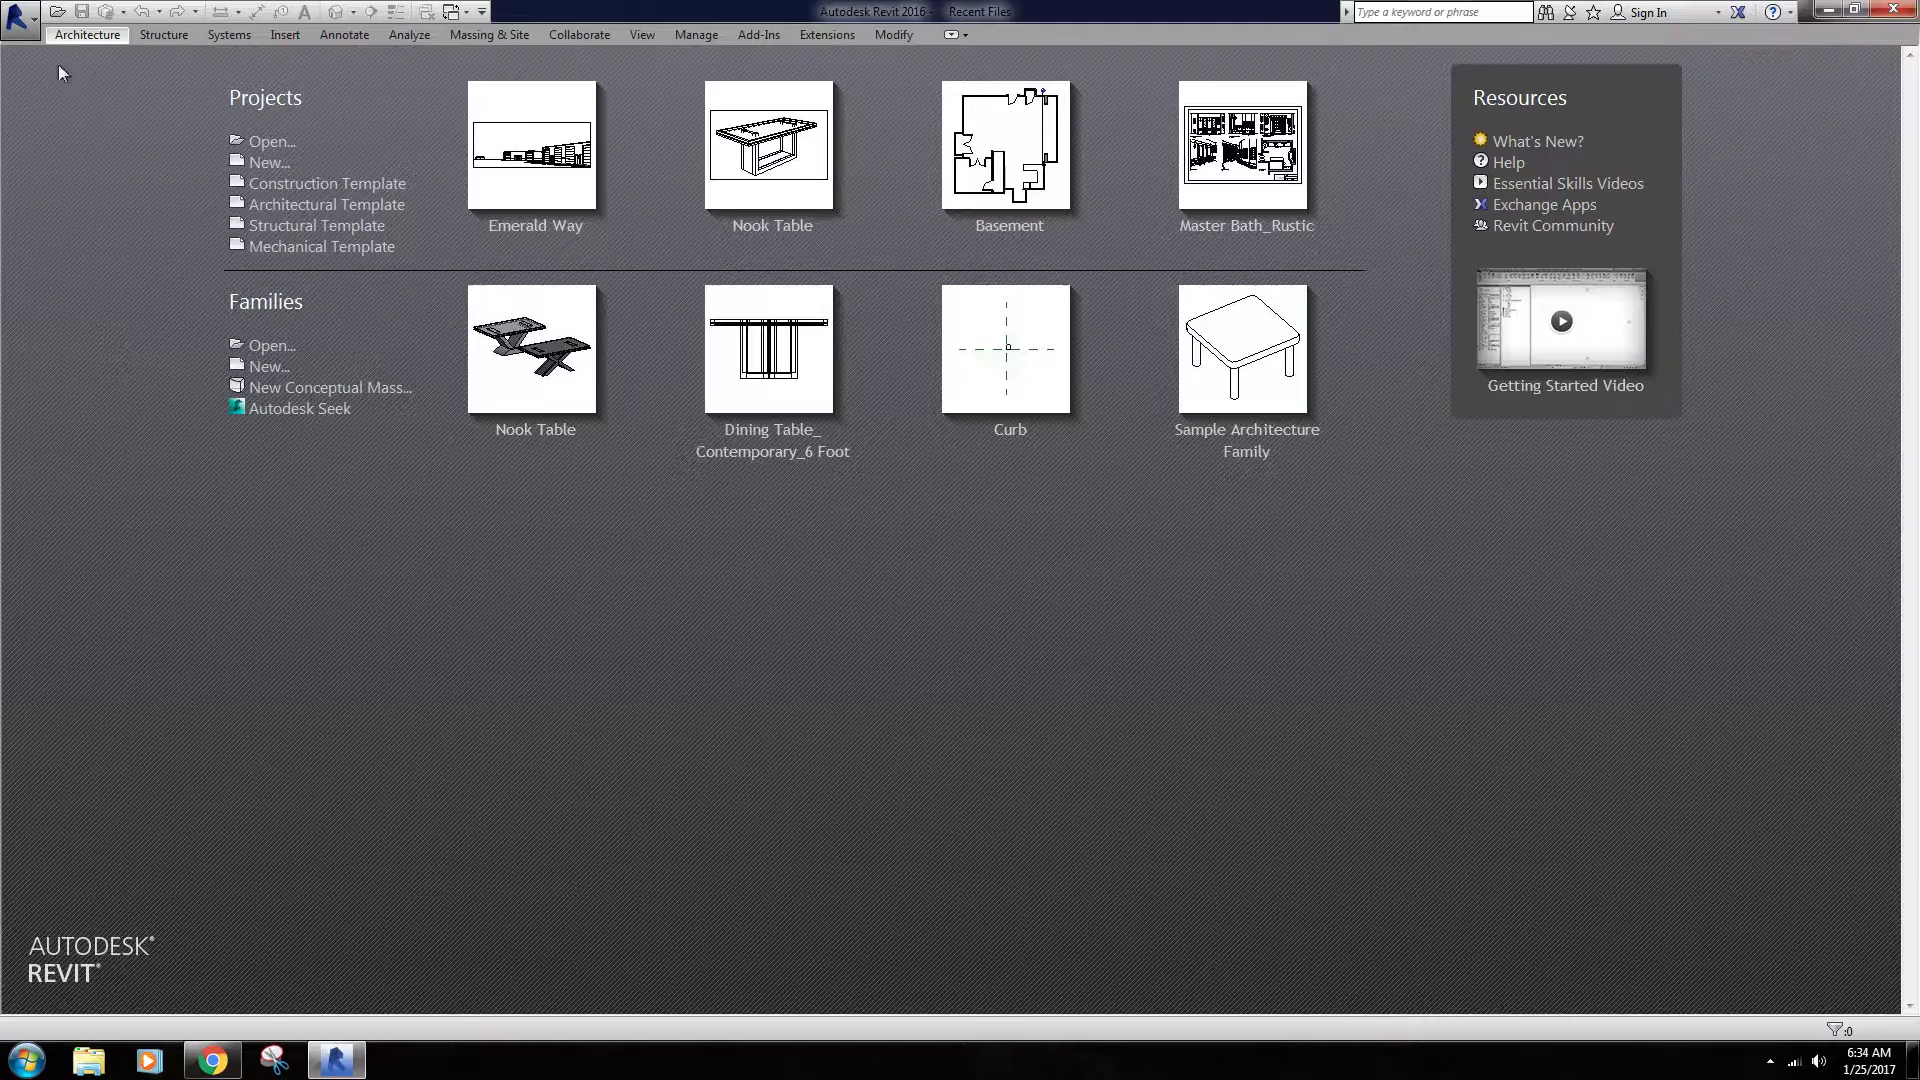 Autodesk Revit 2016 - Recent Files
Type a keyword or phrase
Sign In
Architecture Structure Systems Insert Annotate Analyze Massing & Site Collaborate View Manage Add-Ins Extensions Modify
Projects
Open...
New...
Construction Template
Architectural Template
Structural Template
Mechanical Template
Emerald Way
Nook Table
Basement
Master Bath_Rustic
Families
Open...
New...
New Conceptual Mass...
Autodesk Seek
Nook Table
Dining Table_
Contemporary_6 Foot
Curb
Sample Architecture
Family
Resources
What's New?
Help
Essential Skills Videos
Exchange Apps
Revit Community
Getting Started Video
AUTODESK®
REVIT®
:0
6:34 AM
1/25/2017